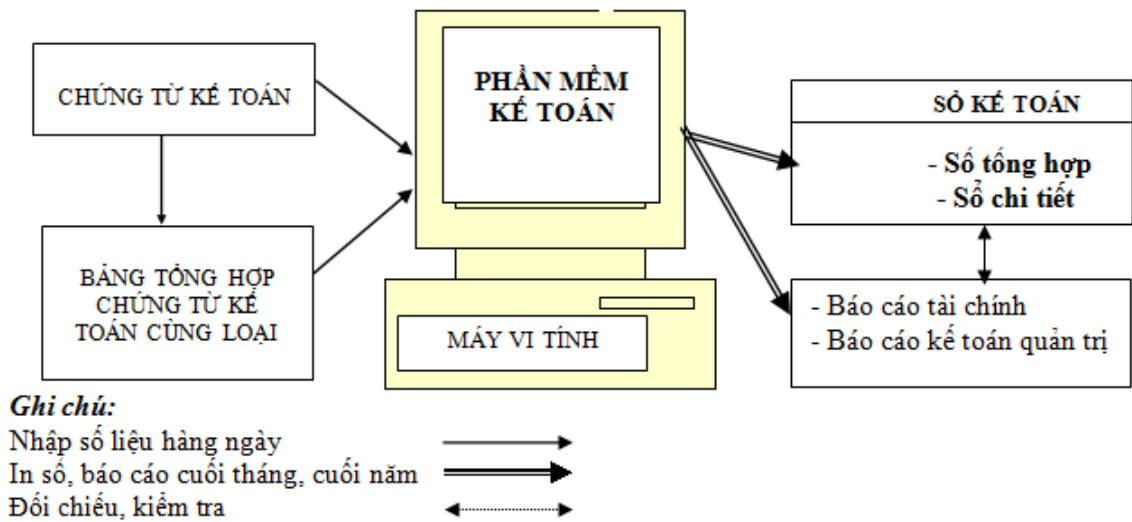 CHỨNG TỪ KẾ TOÁN
BẢNG TỔNG HỢP
CHỨNG TỪ KẾ
TOÁN CÙNG LOẠI
PHẦN MỀM
KẾ TOÁN
MÁY VI TÍNH
SỔ KẾ TOÁN
- Số tổng hợp
- Sổ chi tiết
- Báo cáo tài chính
- Báo cáo kế toán quản trị
Ghi chú:
Nhập số liệu hàng ngày
In sổ, báo cáo cuối tháng, cuối năm
Đối chiếu, kiểm tra